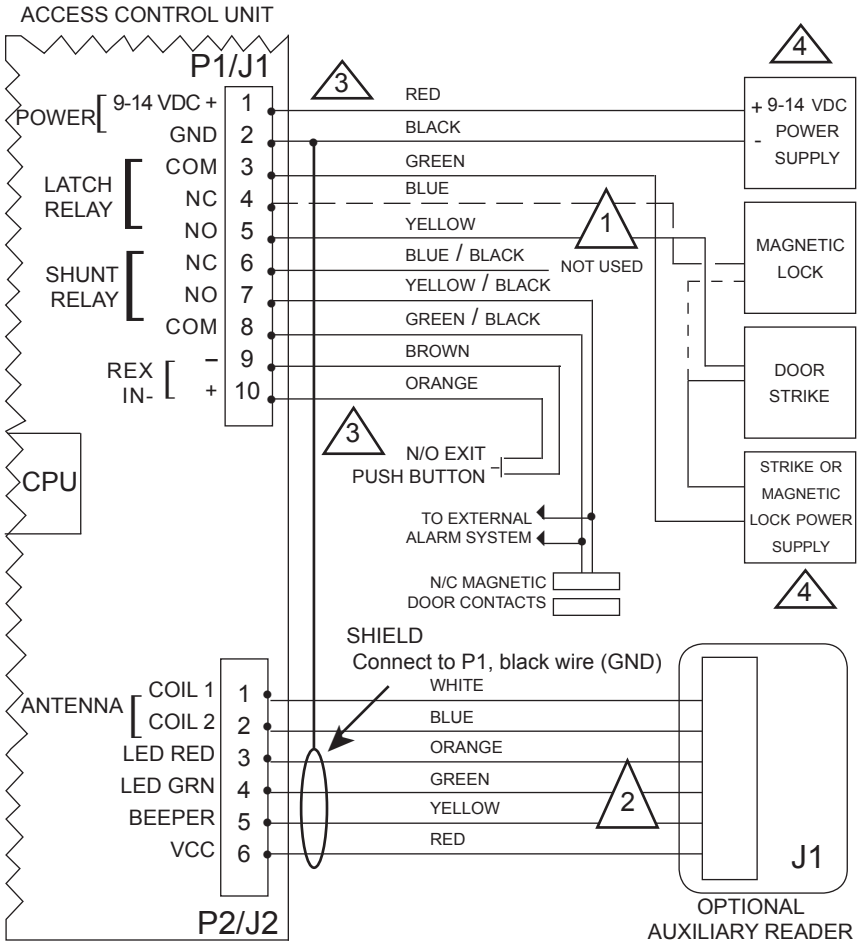 ACCESS CONTROL UNIT
P1/J1
POWER
9-14 VDC +
1
GND
2
LATCH
RELAY
COM
3
NC
4
NO
5
SHUNT
RELAY
NC
6
NO
7
COM
8
REX
IN-
–
9
+
10
3
RED
BLACK
GREEN
BLUE
YELLOW
BLUE / BLACK
YELLOW / BLACK
GREEN / BLACK
BROWN
ORANGE
1
NOT USED
4
+ 9-14 VDC
- POWER
SUPPLY
MAGNETIC
LOCK
DOOR
STRIKE
STRIKE OR
MAGNETIC
LOCK POWER
SUPPLY
4
3
N/O EXIT
PUSH BUTTON
TO EXTERNAL
ALARM SYSTEM
N/C MAGNETIC
DOOR CONTACTS
CPU
SHIELD
Connect to P1, black wire (GND)
ANTENNA
COIL 1
1
COIL 2
2
LED RED
3
LED GRN
4
BEEPER
5
VCC
6
P2/J2
WHITE
BLUE
ORANGE
GREEN
YELLOW
RED
2
J1
OPTIONAL
AUXILIARY READER